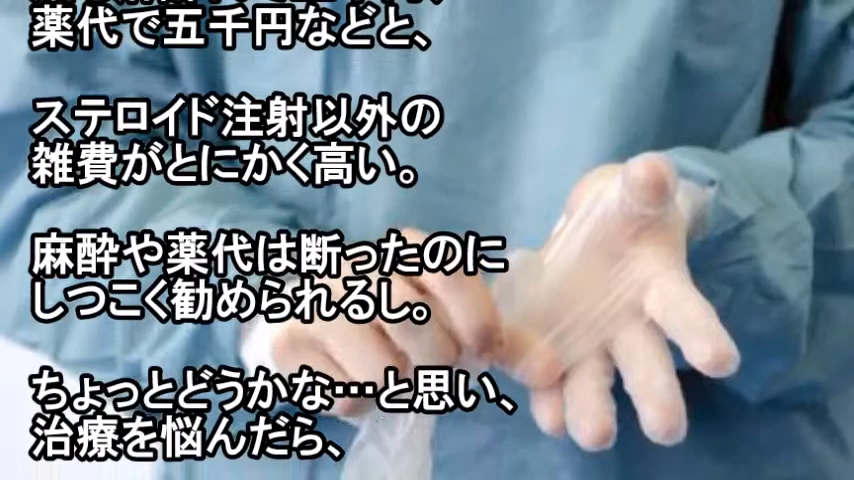 薬代で五千円などと、
ステロイド注射以外の
雑費がとにかく高い。
麻酔や薬代は断ったのに
しつこく勧められるし。
ちょっとどうかな…と思い、
治療を悩んだら、